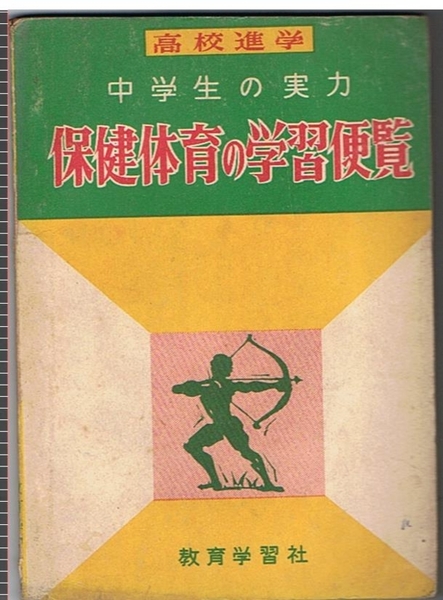 高校進学
中学生の実力
保健体育の学習便覧
教育学習社